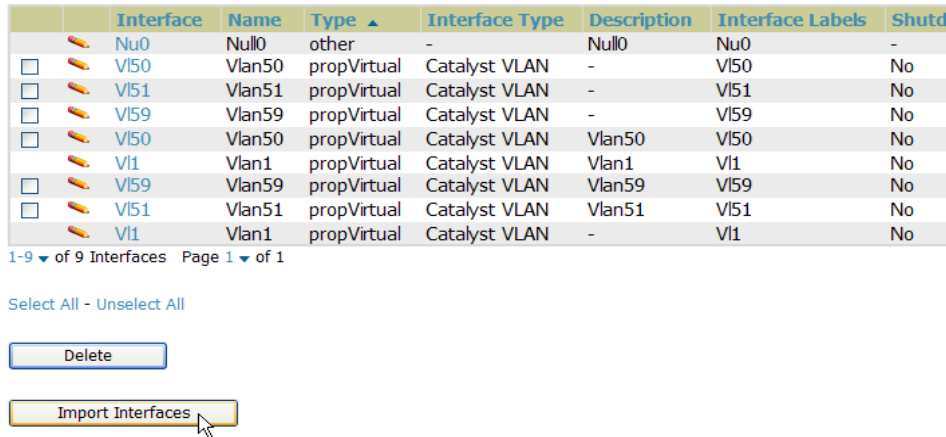 Interface Name Type Interface Type Description Interface Labels Shutd
Nu0 Null0 other - Null0 Nu0 -
Vl50 Vlan50 propVirtual Catalyst VLAN - Vl50 No
Vl51 Vlan51 propVirtual Catalyst VLAN - Vl51 No
Vl59 Vlan59 propVirtual Catalyst VLAN - Vl59 No
Vl50 Vlan50 propVirtual Catalyst VLAN Vlan50 Vl50 No
Vl1 Vlan1 propVirtual Catalyst VLAN Vlan1 Vl1 No
Vl59 Vlan59 propVirtual Catalyst VLAN Vlan59 Vl59 No
Vl51 Vlan51 propVirtual Catalyst VLAN Vlan51 Vl51 No
Vl1 Vlan1 propVirtual Catalyst VLAN - Vl1 No
1-9 of 9 Interfaces Page 1 of 1
Select All - Unselect All
Delete
Import Interfaces